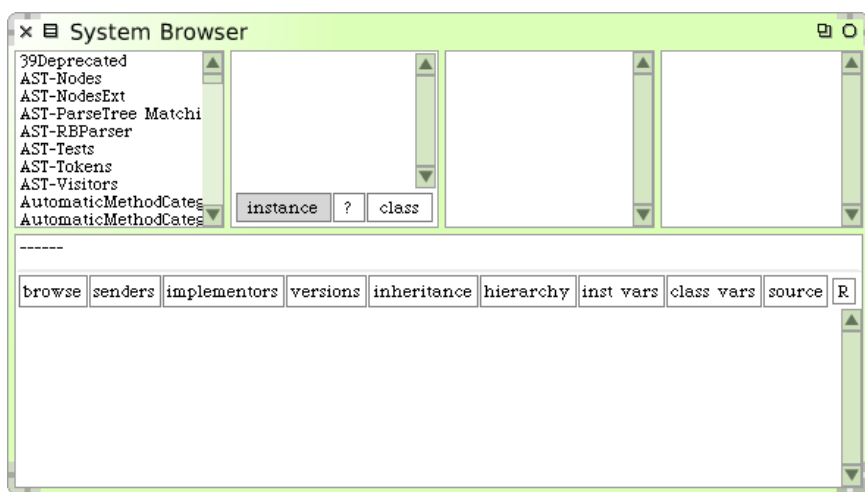 System Browser
39Deprecated
AST-Nodes
AST-NodesExt
AST-ParseTree Matchi
AST-RBParser
AST-Tests
AST-Tokens
AST-Visitors
AutomaticMethodCateg
AutomaticMethodCateg
instance ? class
------
browse senders implementors versions inheritance hierarchy inst vars class vars source R